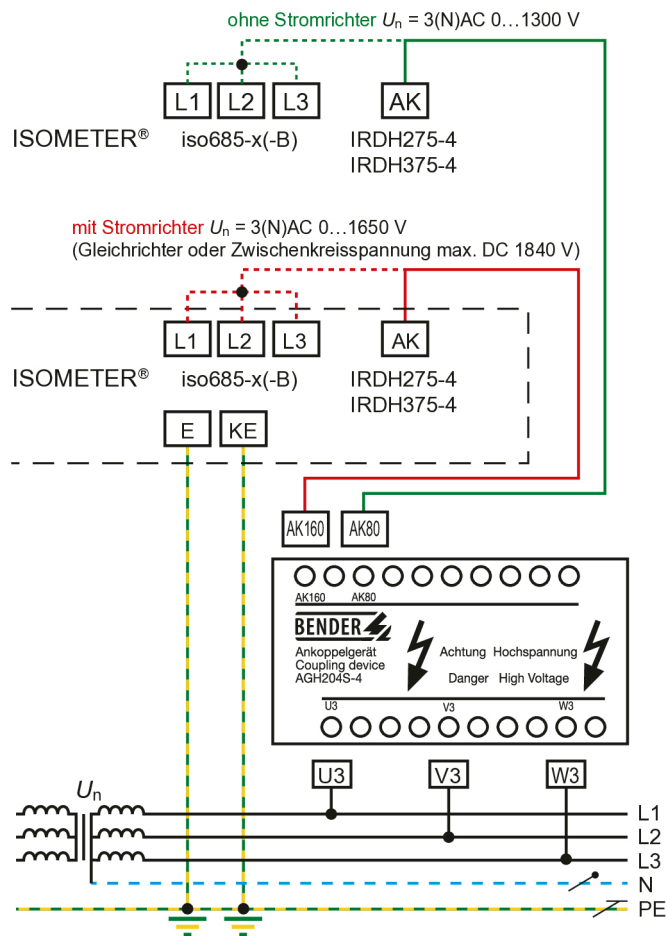 ohne Stromrichter Uₙ = 3(N)AC 0…1300 V
L1 L2 L3 AK
ISOMETER® iso685-x(-B) IRDH275-4
IRDH375-4
mit Stromrichter Uₙ = 3(N)AC 0…1650 V
(Gleichrichter oder Zwischenkreisspannung max. DC 1840 V)
L1 L2 L3 AK
ISOMETER® iso685-x(-B) IRDH275-4
IRDH375-4
E KE
AK160 AK80
AK160 AK80
BENDER
Ankoppelgerät
Coupling device
AGH204S-4
Achtung Hochspannung
Danger High Voltage
U3 V3 W3
U3 V3 W3
Uₙ
L1
L2
L3
N
PE